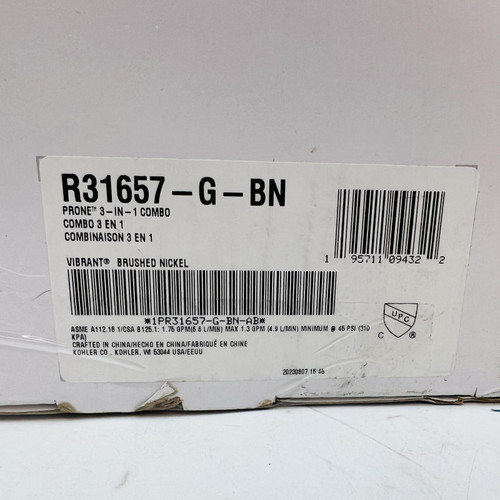 R31657-G-BN
PRONE™ 3-IN-1 COMBO
COMBO 3 EN 1
COMBINAISON 3 EN 1
1 95711 09432 2
VIBRANT® BRUSHED NICKEL
*1PR31657-G-BN-AB*
ASME A112.18 1/CSA B125.1: 1.75 GPM(6.6 L/MIN) MAX 1.3 GPM (4.9 L/MIN) MINIMUM @ 45 PSI (310
KPA)
CRAFTED IN CHINA/HECHO EN CHINA/FABRIQUÉ EN CHINE
KOHLER CO., KOHLER, WI 53044 USA/EEUU
UPC
C ®
20230807 16 45